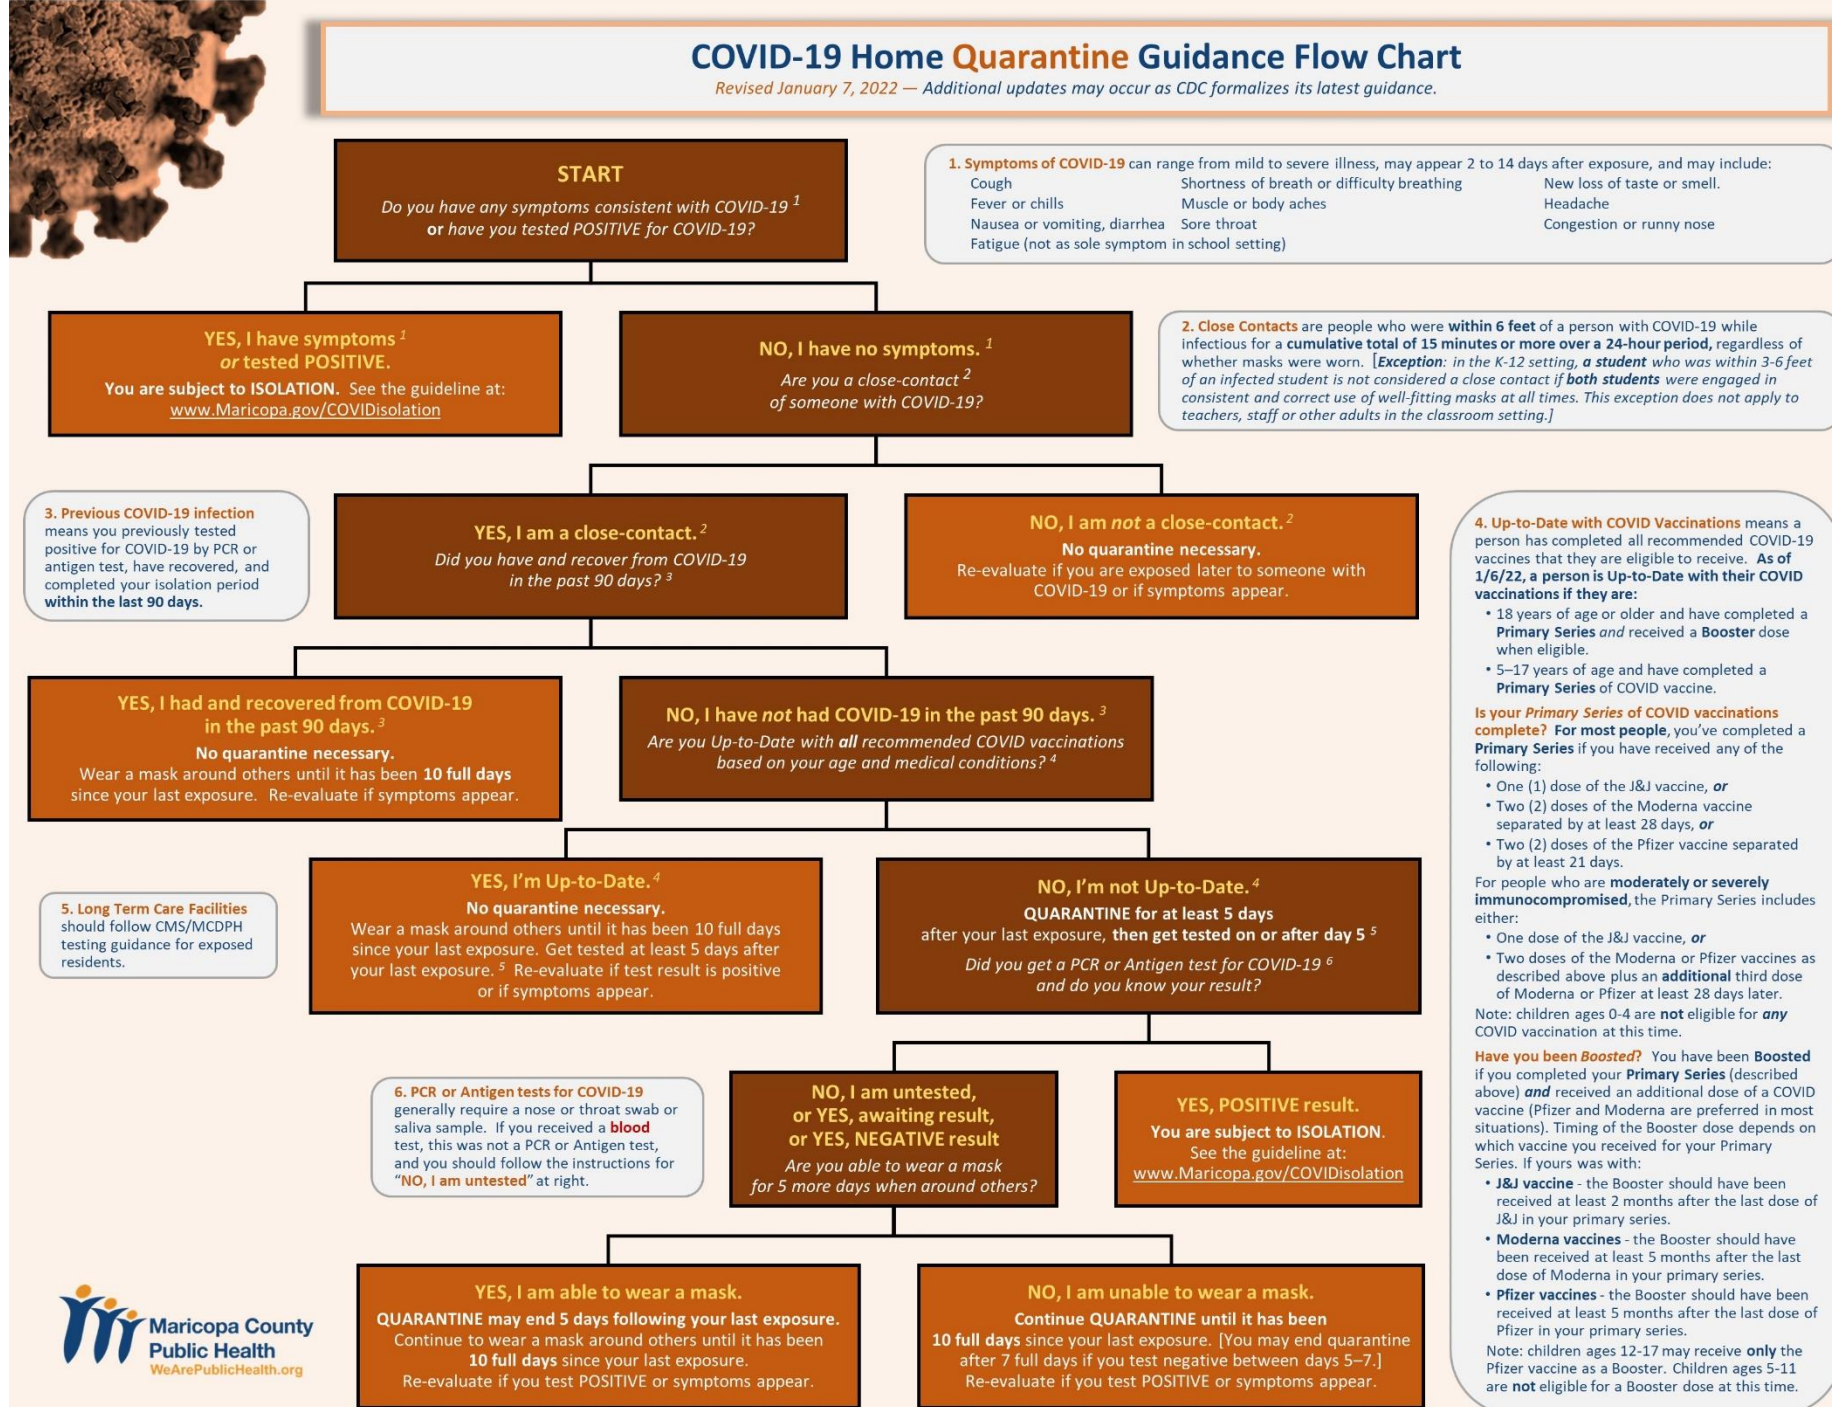 COVID-19 Home Quarantine Guidance Flow Chart
Revised January 7, 2022 — Additional updates may occur as CDC formalizes its latest guidance.
START
Do you have any symptoms consistent with COVID-19 1
or have you tested POSITIVE for COVID-19?
1. Symptoms of COVID-19 can range from mild to severe illness, may appear 2 to 14 days after exposure, and may include:
Cough Shortness of breath or difficulty breathing New loss of taste or smell.
Fever or chills Muscle or body aches Headache
Nausea or vomiting, diarrhea Sore throat Congestion or runny nose
Fatigue (not as sole symptom in school setting)
YES, I have symptoms 1
or tested POSITIVE.
You are subject to ISOLATION. See the guideline at:
www.Maricopa.gov/COVIDisolation
NO, I have no symptoms. 1
Are you a close-contact 2
of someone with COVID-19?
2. Close Contacts are people who were within 6 feet of a person with COVID-19 while
infectious for a cumulative total of 15 minutes or more over a 24-hour period, regardless of
whether masks were worn. [Exception: in the K-12 setting, a student who was within 3-6 feet
of an infected student is not considered a close contact if both students were engaged in
consistent and correct use of well-fitting masks at all times. This exception does not apply to
teachers, staff or other adults in the classroom setting.]
3. Previous COVID-19 infection
means you previously tested
positive for COVID-19 by PCR or
antigen test, have recovered, and
completed your isolation period
within the last 90 days.
YES, I am a close-contact. 2
Did you have and recover from COVID-19
in the past 90 days? 3
NO, I am not a close-contact. 2
No quarantine necessary.
Re-evaluate if you are exposed later to someone with
COVID-19 or if symptoms appear.
YES, I had and recovered from COVID-19
in the past 90 days. 3
No quarantine necessary.
Wear a mask around others until it has been 10 full days
since your last exposure. Re-evaluate if symptoms appear.
NO, I have not had COVID-19 in the past 90 days. 3
Are you Up-to-Date with all recommended COVID vaccinations
based on your age and medical conditions? 4
4. Up-to-Date with COVID Vaccinations means a
person has completed all recommended COVID-19
vaccines that they are eligible to receive. As of
1/6/22, a person is Up-to-Date with their COVID
vaccinations if they are:
• 18 years of age or older and have completed a
Primary Series and received a Booster dose
when eligible.
• 5–17 years of age and have completed a
Primary Series of COVID vaccine.
Is your Primary Series of COVID vaccinations
complete? For most people, you've completed a
Primary Series if you have received any of the
following:
• One (1) dose of the J&J vaccine, or
• Two (2) doses of the Moderna vaccine
separated by at least 28 days, or
• Two (2) doses of the Pfizer vaccine separated
by at least 21 days.
For people who are moderately or severely
immunocompromised, the Primary Series includes
either:
• One dose of the J&J vaccine, or
• Two doses of the Moderna or Pfizer vaccines as
described above plus an additional third dose
of Moderna or Pfizer at least 28 days later.
Note: children ages 0-4 are not eligible for any
COVID vaccination at this time.
Have you been Boosted? You have been Boosted
if you completed your Primary Series (described
above) and received an additional dose of a COVID
vaccine (Pfizer and Moderna are preferred in most
situations). Timing of the Booster dose depends on
which vaccine you received for your Primary
Series. If yours was with:
• J&J vaccine - the Booster should have been
received at least 2 months after the last dose of
J&J in your primary series.
• Moderna vaccines - the Booster should have
been received at least 5 months after the last
dose of Moderna in your primary series.
• Pfizer vaccines - the Booster should have been
received at least 5 months after the last dose of
Pfizer in your primary series.
Note: children ages 12-17 may receive only the
Pfizer vaccine as a Booster. Children ages 5-11
are not eligible for a Booster dose at this time.
5. Long Term Care Facilities
should follow CMS/MCDPH
testing guidance for exposed
residents.
YES, I'm Up-to-Date. 4
No quarantine necessary.
Wear a mask around others until it has been 10 full days
since your last exposure. Get tested at least 5 days after
your last exposure. 5 Re-evaluate if test result is positive
or if symptoms appear.
NO, I'm not Up-to-Date. 4
QUARANTINE for at least 5 days
after your last exposure, then get tested on or after day 5 5
Did you get a PCR or Antigen test for COVID-19 6
and do you know your result?
6. PCR or Antigen tests for COVID-19
generally require a nose or throat swab or
saliva sample. If you received a blood
test, this was not a PCR or Antigen test,
and you should follow the instructions for
"NO, I am untested" at right.
NO, I am untested,
or YES, awaiting result,
or YES, NEGATIVE result
Are you able to wear a mask
for 5 more days when around others?
YES, POSITIVE result.
You are subject to ISOLATION.
See the guideline at:
www.Maricopa.gov/COVIDisolation
YES, I am able to wear a mask.
QUARANTINE may end 5 days following your last exposure.
Continue to wear a mask around others until it has been
10 full days since your last exposure.
Re-evaluate if you test POSITIVE or symptoms appear.
NO, I am unable to wear a mask.
Continue QUARANTINE until it has been
10 full days since your last exposure. [You may end quarantine
after 7 full days if you test negative between days 5–7.]
Re-evaluate if you test POSITIVE or symptoms appear.
Maricopa County
Public Health
WeArePublicHealth.org